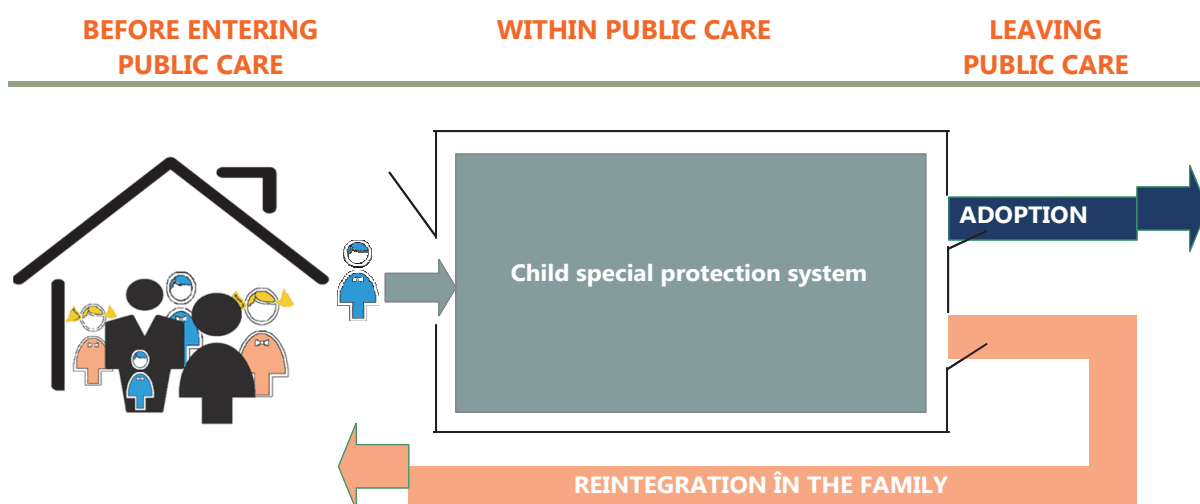 BEFORE ENTERING
PUBLIC CARE
WITHIN PUBLIC CARE
LEAVING
PUBLIC CARE
Child special protection system
ADOPTION
REINTEGRATION ÎN THE FAMILY